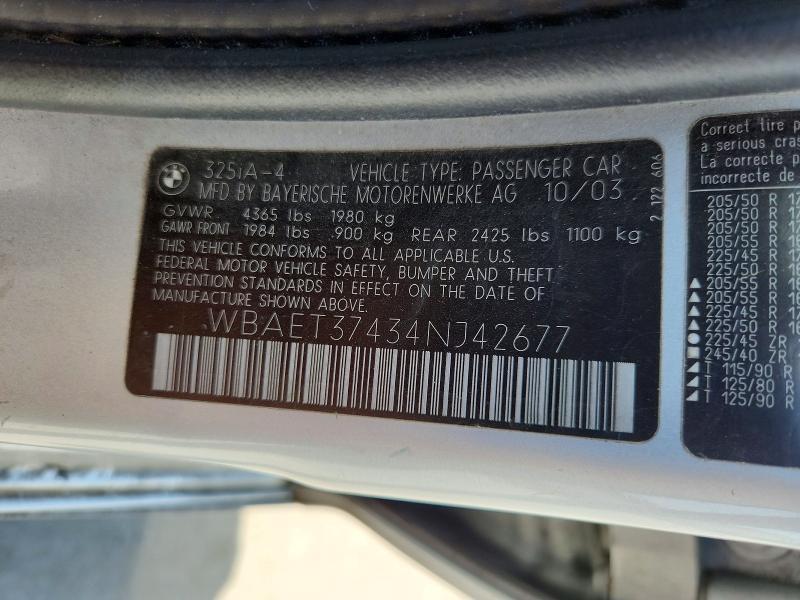 BMW
325iA-4 VEHICLE TYPE: PASSENGER CAR
MFD BY BAYERISCHE MOTORENWERKE AG 10/03
GVWR 4365 lbs 1980 kg
GAWR FRONT 1984 lbs .900 kg REAR 2425 lbs 1100 kg
THIS VEHICLE CONFORMS TO ALL APPLICABLE U.S.
FEDERAL MOTOR VEHICLE SAFETY, BUMPER AND THEFT
PREVENTION STANDARDS IN EFFECT ON THE DATE OF
MANUFACTURE SHOWN ABOVE.
WBAET37434NJ42677
2 122 606
Correct tire
a serious
La correcte
incorrecte de
205/50 R
205/50 R
205/50 R
205/55 R
225/45 R
225/50 R
205/55 R
205/55 R
225/50 R
225/45 R
225/45 ZR
245/40 ZR
T 115/90 R
T 125/80 R
T 125/90 R